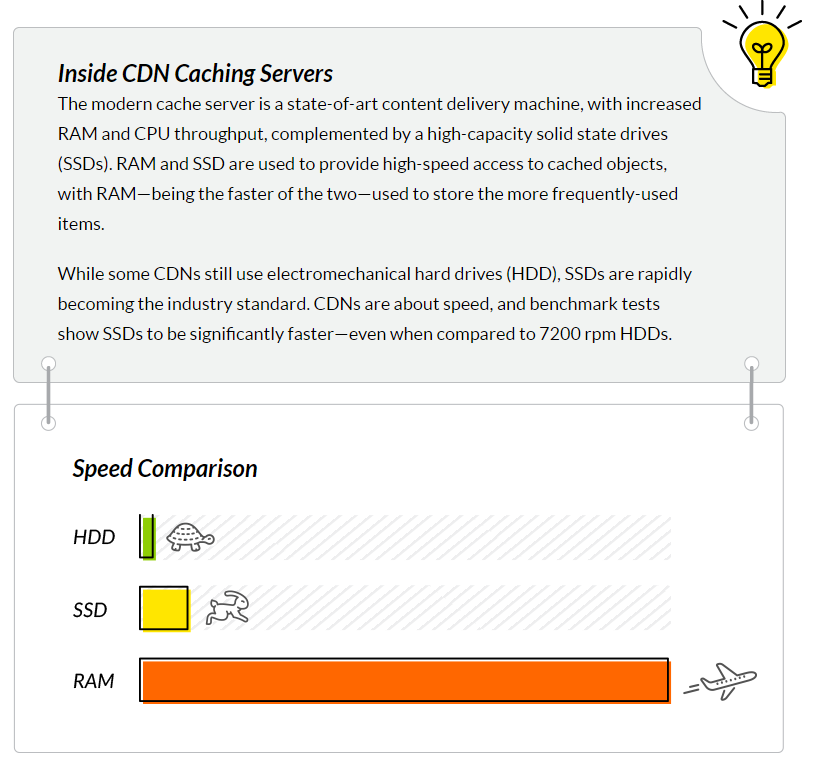 Inside CDN Caching Servers
The modern cache server is a state-of-art content delivery machine, with increased
RAM and CPU throughput, complemented by a high-capacity solid state drives
(SSDs). RAM and SSD are used to provide high-speed access to cached objects,
with RAM—being the faster of the two—used to store the more frequently-used
items.
While some CDNs still use electromechanical hard drives (HDD), SSDs are rapidly
becoming the industry standard. CDNs are about speed, and benchmark tests
show SSDs to be significantly faster—even when compared to 7200 rpm HDDs.
Speed Comparison
HDD
SSD
RAM